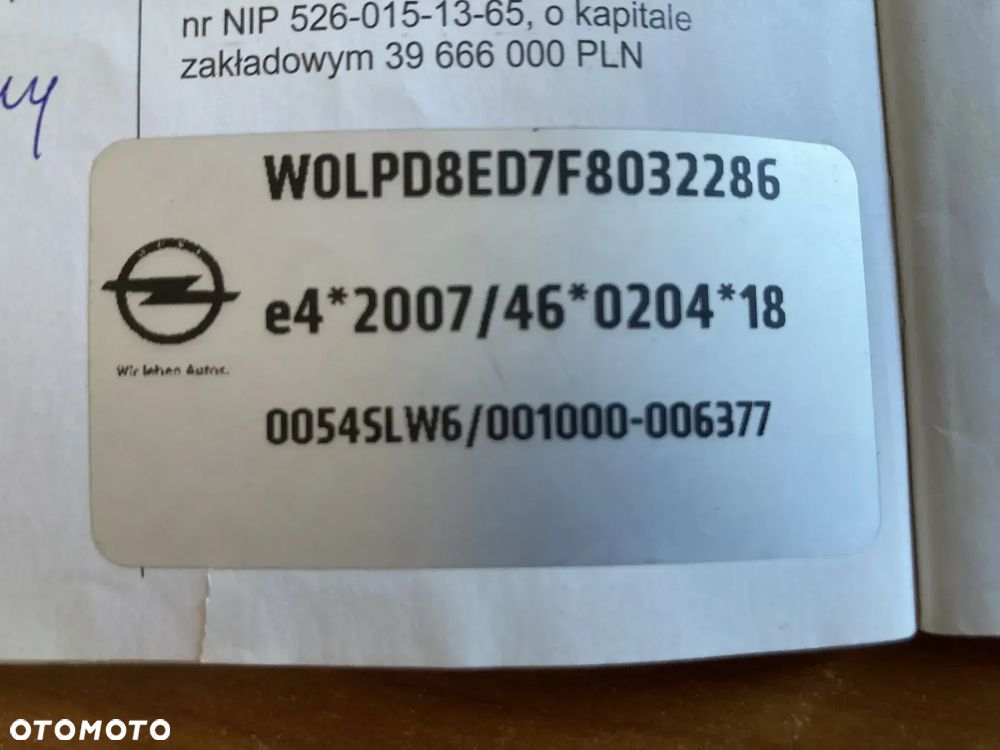 nr NIP 526-015-13-65, o kapitale
zakładowym 39 666 000 PLN
W0LPD8ED7F8032286
e4*2007/46*0204*18
Wir leben Autos.
0054SLW6/001000-006377
OTOMOTO